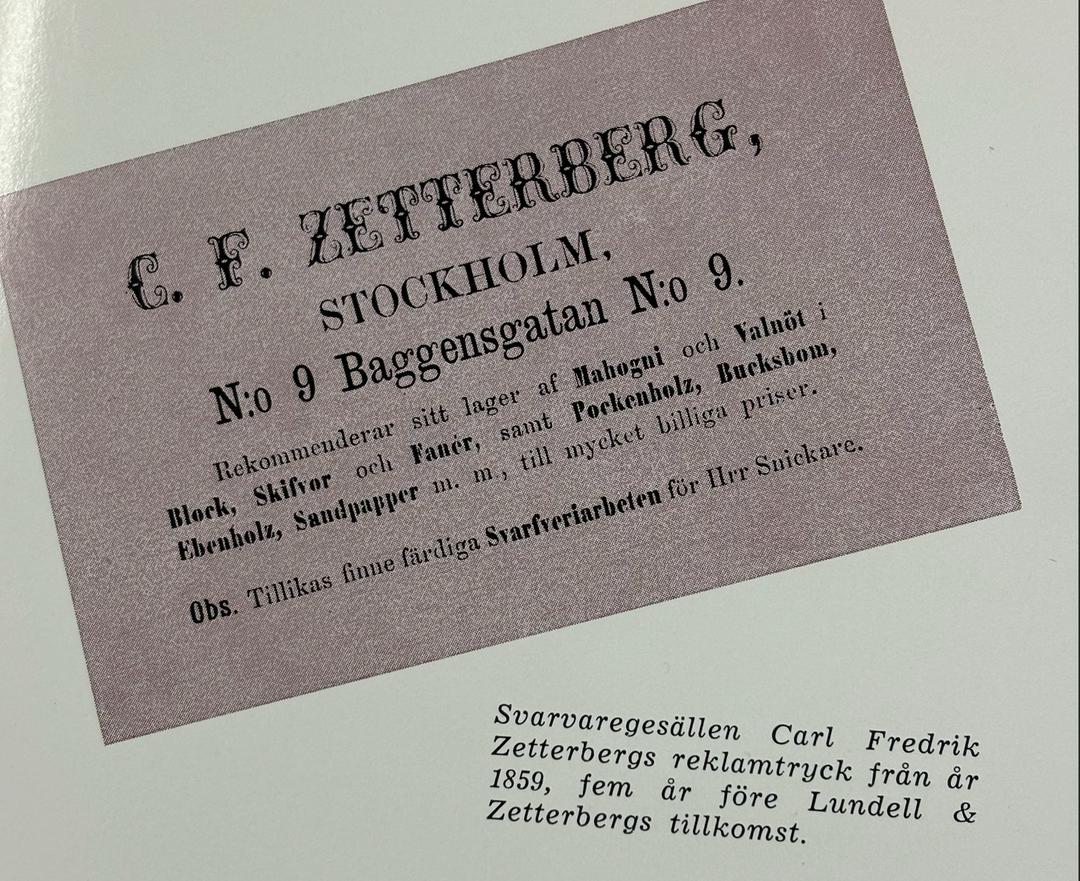 C. F. ZETTERBERG,
STOCKHOLM,
N:o 9 Baggensgatan N:o 9.
Rekommenderar sitt lager af Mahogni och Valnöt i
Block, Skifvor och Fanér, samt Pockenholz, Bucksbom,
Ebenholz, Sandpapper m. m., till mycket billiga priser.
Obs. Tillikas finne färdiga Svarfveriarbeten för Hrr Snickare.
Svarvaregesällen Carl Fredrik
Zetterbergs reklamtryck från år
1859, fem år före Lundell &
Zetterbergs tillkomst.